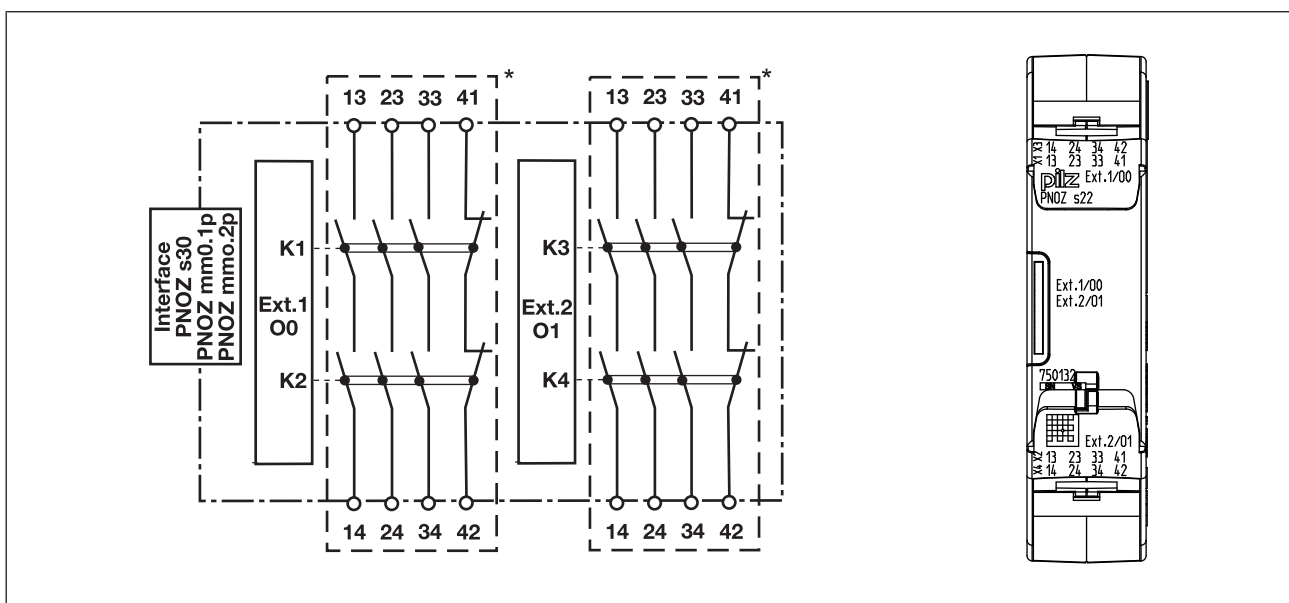 *
*
13 23 33 41
13 23 33 41
Interface
PNOZ s30
PNOZ mm0.1p
PNOZ mmo.2p
K1
Ext.1
O0
K2
K3
Ext.2
O1
K4
14 24 34 42
14 24 34 42
X3 14 24 34 42
X1 13 23 33 41
pilz Ext.1/00
PNOZ s22
Ext.1/00
Ext.2/01
750132
SN VS
Ext.2/01
X2 13 23 33 41
X4 14 24 34 42